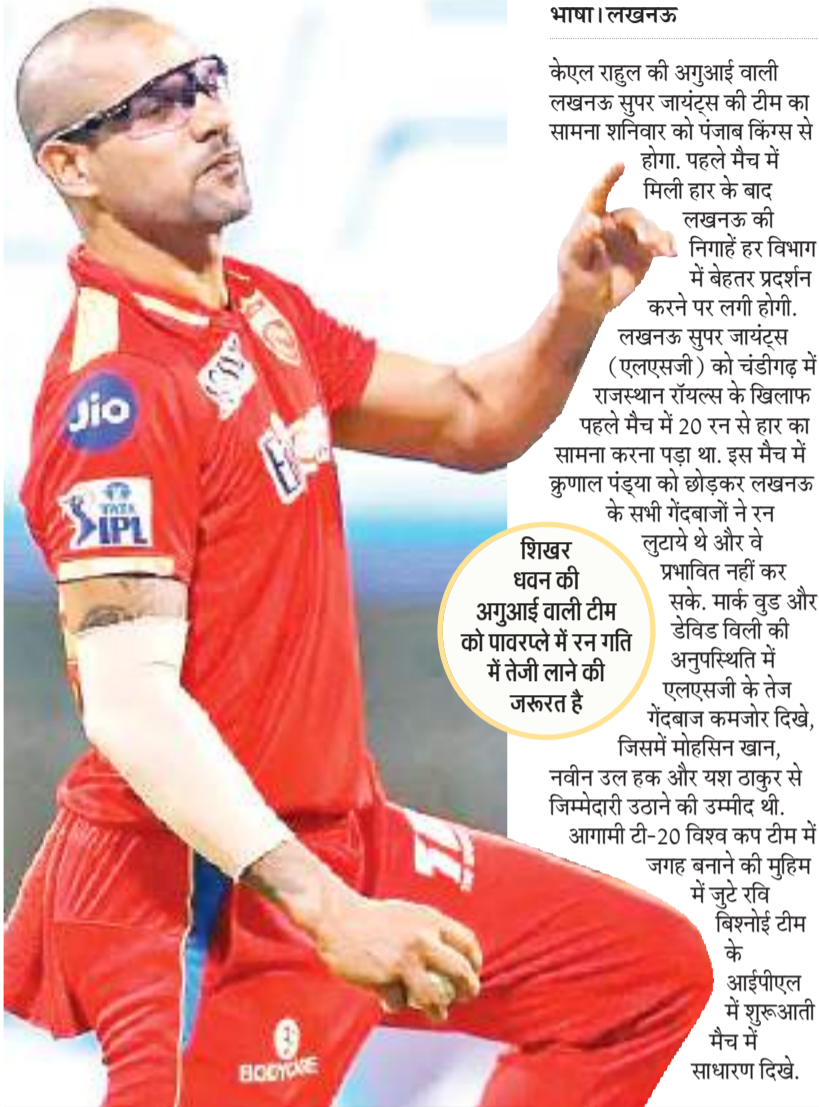 भाषा। लखनऊ
केएल राहुल की अगुआई वाली
लखनऊ सुपर जायंट्स की टीम का
सामना शनिवार को पंजाब किंग्स से
होगा. पहले मैच में
मिली हार के बाद
लखनऊ की
निगाहें हर विभाग
में बेहतर प्रदर्शन
करने पर लगी होगी.
लखनऊ सुपर जायंट्स
(एलएसजी) को चंडीगढ़ में
राजस्थान रॉयल्स के खिलाफ
पहले मैच में 20 रन से हार का
सामना करना पड़ा था. इस मैच में
क्रुणाल पंड्या को छोड़कर लखनऊ
के सभी गेंदबाजों ने रन
लुटाये थे और वे
प्रभावित नहीं कर
सके. मार्क वुड और
डेविड विली की
अनुपस्थिति में
एलएसजी के तेज
गेंदबाज कमजोर दिखे,
जिसमें मोहसिन खान,
नवीन उल हक और यश ठाकुर से
जिम्मेदारी उठाने की उम्मीद थी.
आगामी टी-20 विश्व कप टीम में
जगह बनाने की मुहिम
में जुटे रवि
बिश्नोई टीम
के
आईपीएल
में शुरूआती
मैच में
साधारण दिखे.
शिखर
धवन की
अगुआई वाली टीम
को पावरप्ले में रन गति
में तेजी लाने की
जरूरत है
Jio
TATA
IPL
BODYCARE